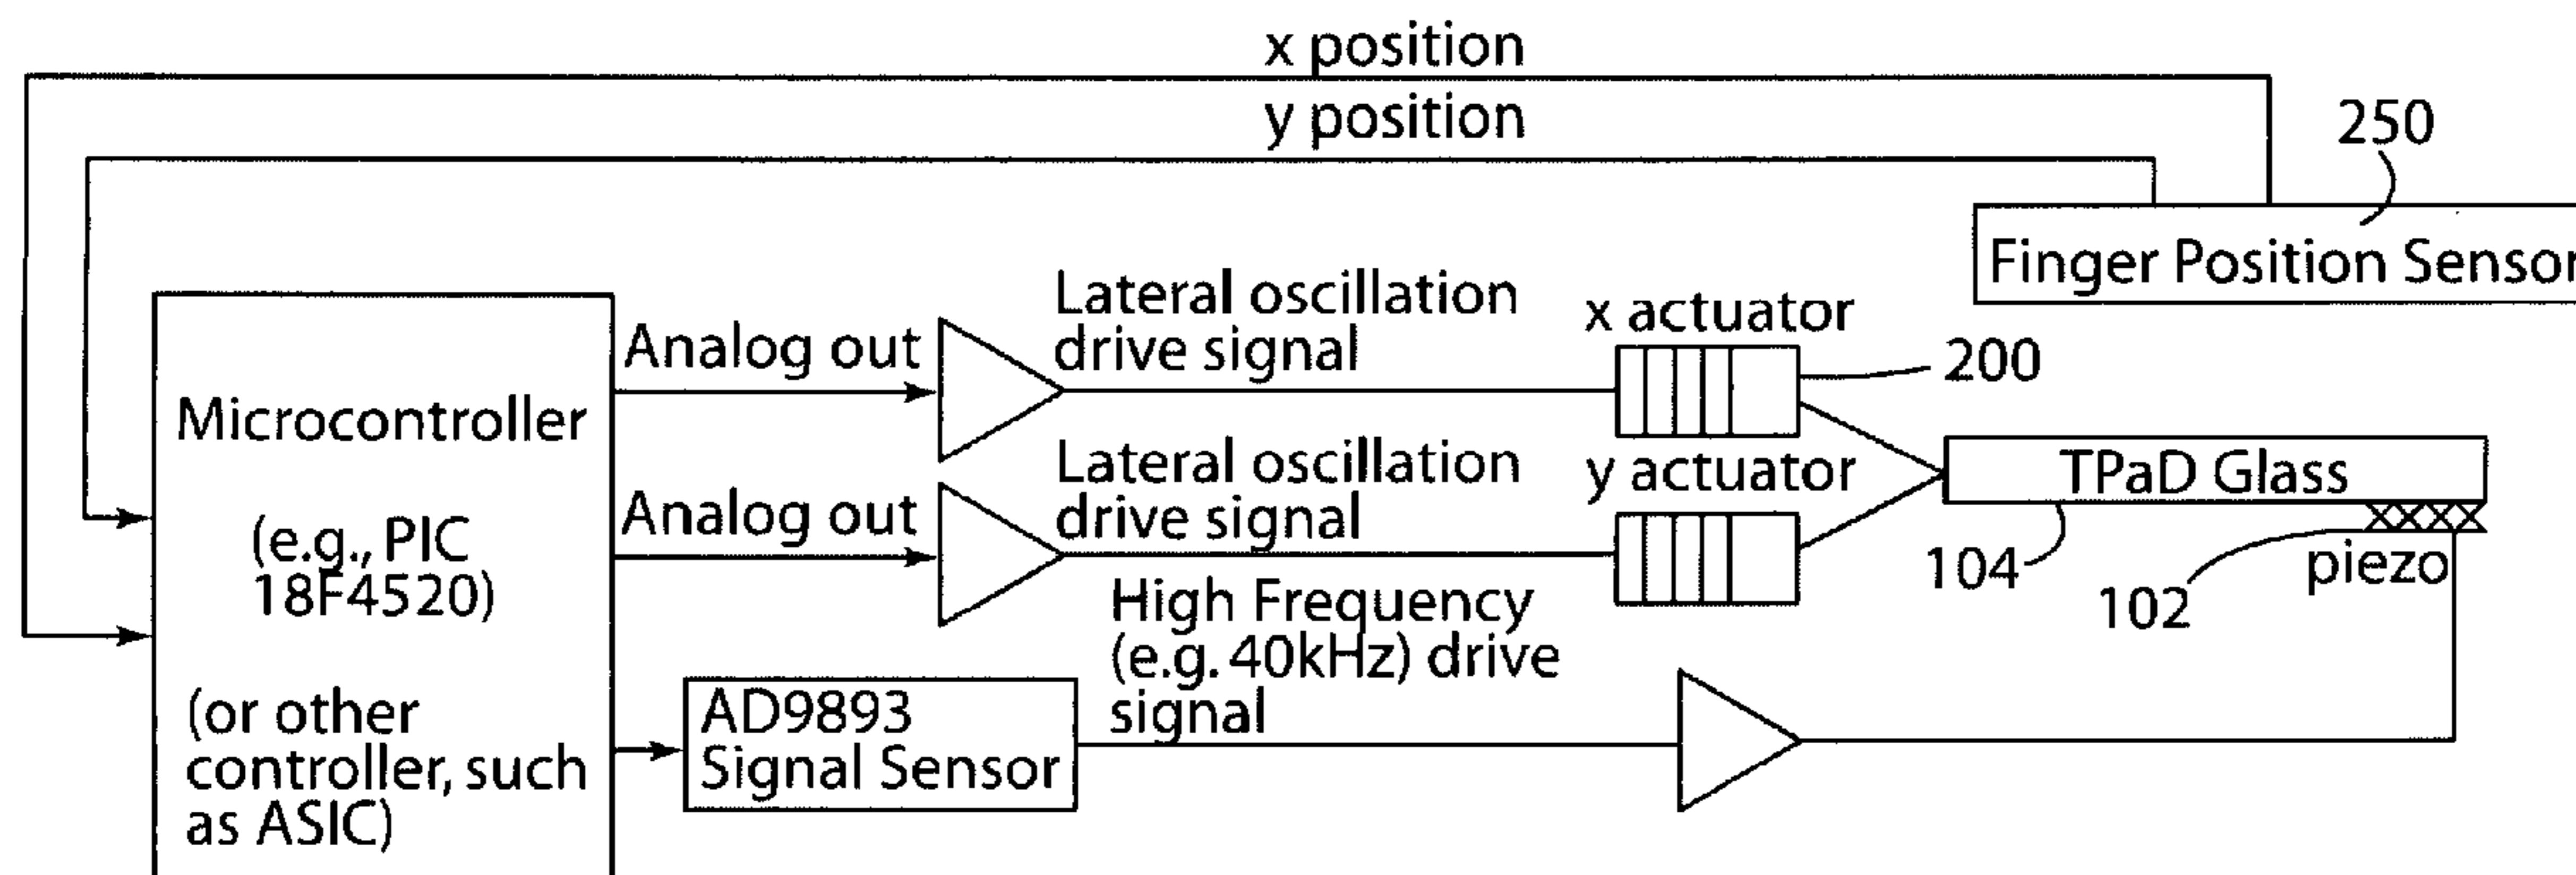 x position
y position
250
Finger Position Sensor
Lateral oscillation
drive signal
x actuator
200
Analog out
Microcontroller
(e.g., PIC
18F4520)
(or other
controller, such
as ASIC)
Lateral oscillation
drive signal
y actuator
Analog out
TPaD Glass
104
102
piezo
High Frequency
(e.g. 40kHz) drive
signal
AD9893
Signal Sensor